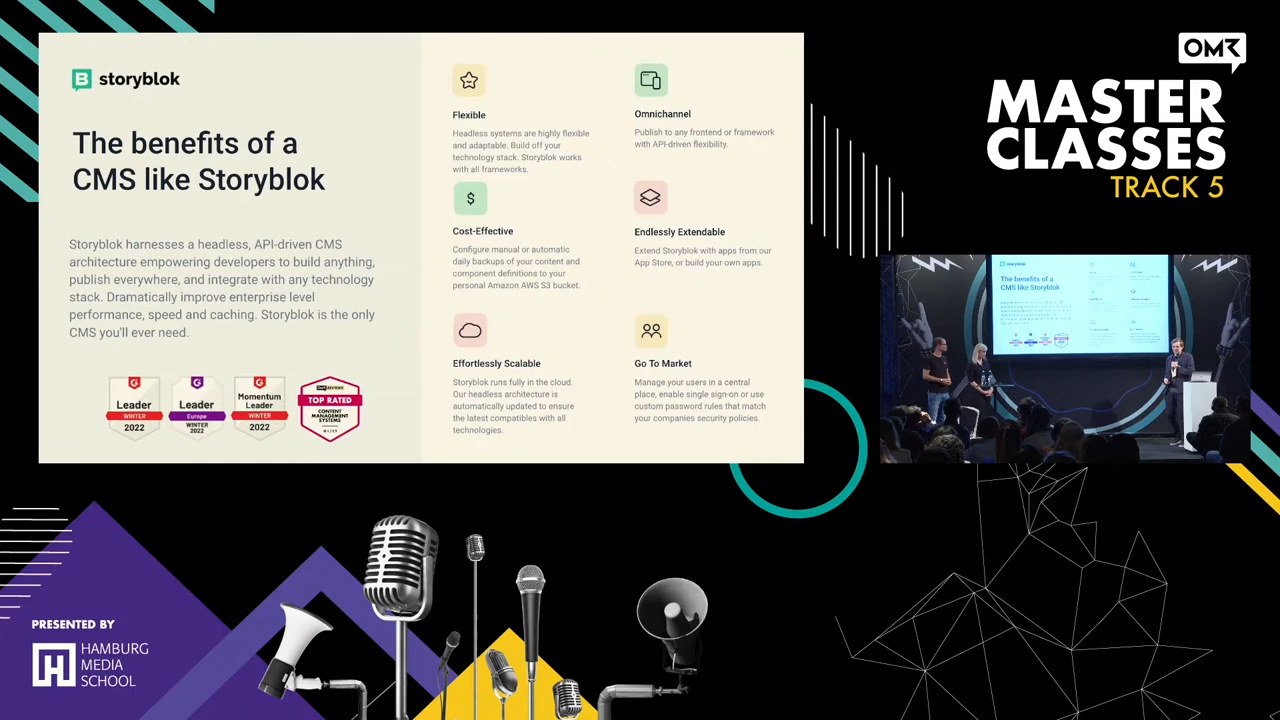 storyblok
The benefits of a
CMS like Storyblok
Storyblok harnesses a headless, API-driven CMS
architecture empowering developers to build anything,
publish everywhere, and integrate with any technology
stack. Dramatically improve enterprise level
performance, speed and caching. Storyblok is the only
CMS you'll ever need.
Leader
WINTER
2022
Leader
Europe
WINTER
2022
Momentum
Leader
WINTER
2022
OMR REVIEWS
TOP RATED
CONTENT
MANAGEMENT
SYSTEMS
Flexible
Headless systems are highly flexible
and adaptable. Build off your
technology stack. Storyblok works
with all frameworks.
Omnichannel
Publish to any frontend or framework
with API-driven flexibility.
Cost-Effective
Configure manual or automatic
daily backups of your content and
component definitions to your
personal Amazon AWS S3 bucket.
Endlessly Extendable
Extend Storyblok with apps from our
App Store, or build your own apps.
Effortlessly Scalable
Storyblok runs fully in the cloud.
Our headless architecture is
automatically updated to ensure
the latest compatibles with all
technologies.
Go To Market
Manage your users in a central
place, enable single sign-on or use
custom password rules that match
your companies security policies.
OMR
MASTER
CLASSES
TRACK 5
storyblok
The benefits of a
CMS like Storyblok
PRESENTED BY
HAMBURG
MEDIA
SCHOOL